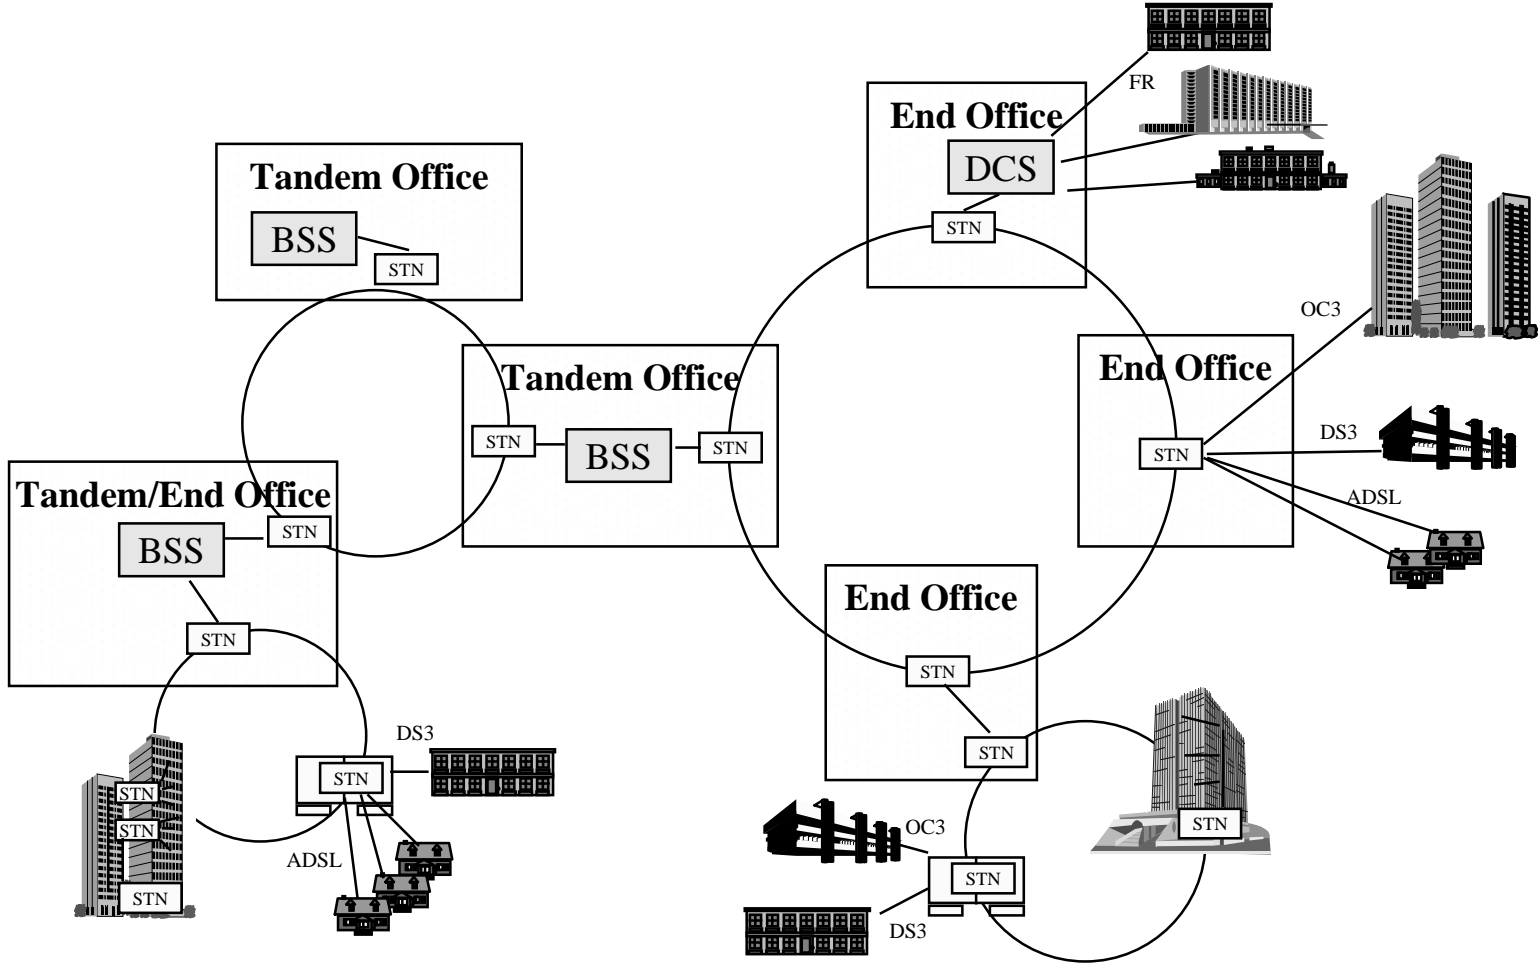 FR
End Office
DCS
STN
Tandem Office
BSS
STN
OC3
Tandem Office
STN
BSS
STN
End Office
STN
DS3
ADSL
Tandem/End Office
STN
BSS
STN
End Office
STN
STN
DS3
STN
STN
STN
STN
ADSL
OC3
STN
STN
DS3